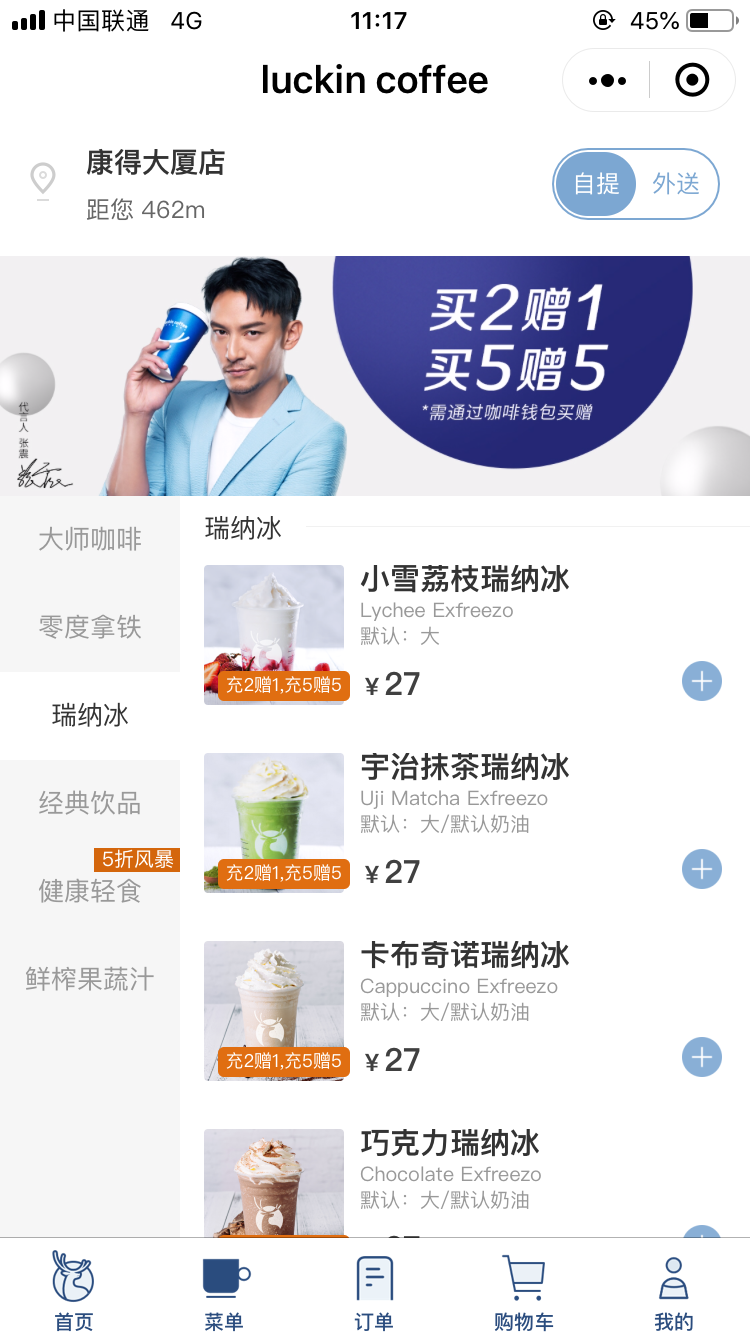 中国联通 4G 11:17 45%
luckin coffee
康得大厦店
距您 462m
自提 外送
买2赠1
买5赠5
*需通过咖啡钱包买赠
代言人 张震
大师咖啡
零度拿铁
瑞纳冰
经典饮品
5折风暴
健康轻食
鲜榨果蔬汁
瑞纳冰
小雪荔枝瑞纳冰
Lychee Exfreezo
默认：大
充2赠1,充5赠5
¥27
宇治抹茶瑞纳冰
Uji Matcha Exfreezo
默认：大/默认奶油
充2赠1,充5赠5
¥27
卡布奇诺瑞纳冰
Cappuccino Exfreezo
默认：大/默认奶油
充2赠1,充5赠5
¥27
巧克力瑞纳冰
Chocolate Exfreezo
默认：大/默认奶油
首页 菜单 订单 购物车 我的